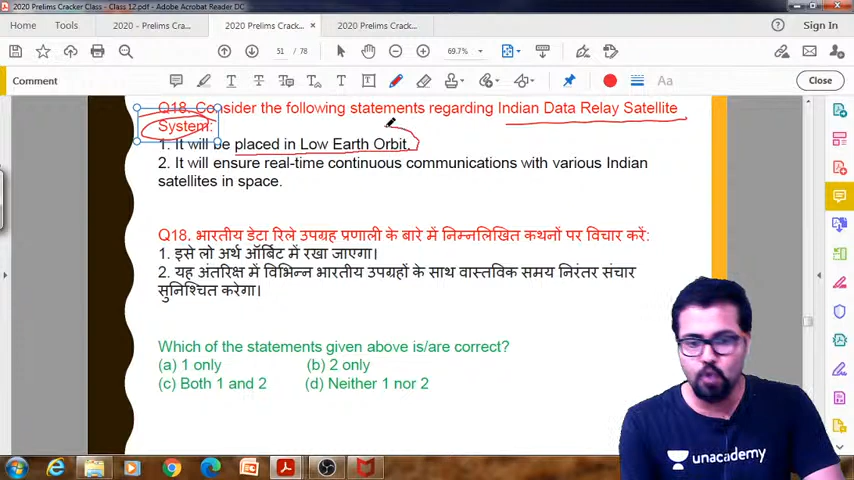 2020 Prelims Cracker Class - Class 12.pdf - Adobe Acrobat Reader DC
Home
Tools
2020 – Prelims Crac...
2020 Prelims Crack...
2020 Prelims Crack...
Sign In
51 / 78
69.7%
Comment
Aa
Close
Q18. Consider the following statements regarding Indian Data Relay Satellite
System:
1. It will be placed in Low Earth Orbit.
2. It will ensure real-time continuous communications with various Indian
satellites in space.
Q18. भारतीय डेटा रिले उपग्रह प्रणाली के बारे में निम्नलिखित कथनों पर विचार करें:
1. इसे लो अर्थ ऑर्बिट में रखा जाएगा।
2. यह अंतरिक्ष में विभिन्न भारतीय उपग्रहों के साथ वास्तविक समय निरंतर संचार
सुनिश्चित करेगा।
Which of the statements given above is/are correct?
(a) 1 only (b) 2 only
(c) Both 1 and 2 (d) Neither 1 nor 2
unacademy